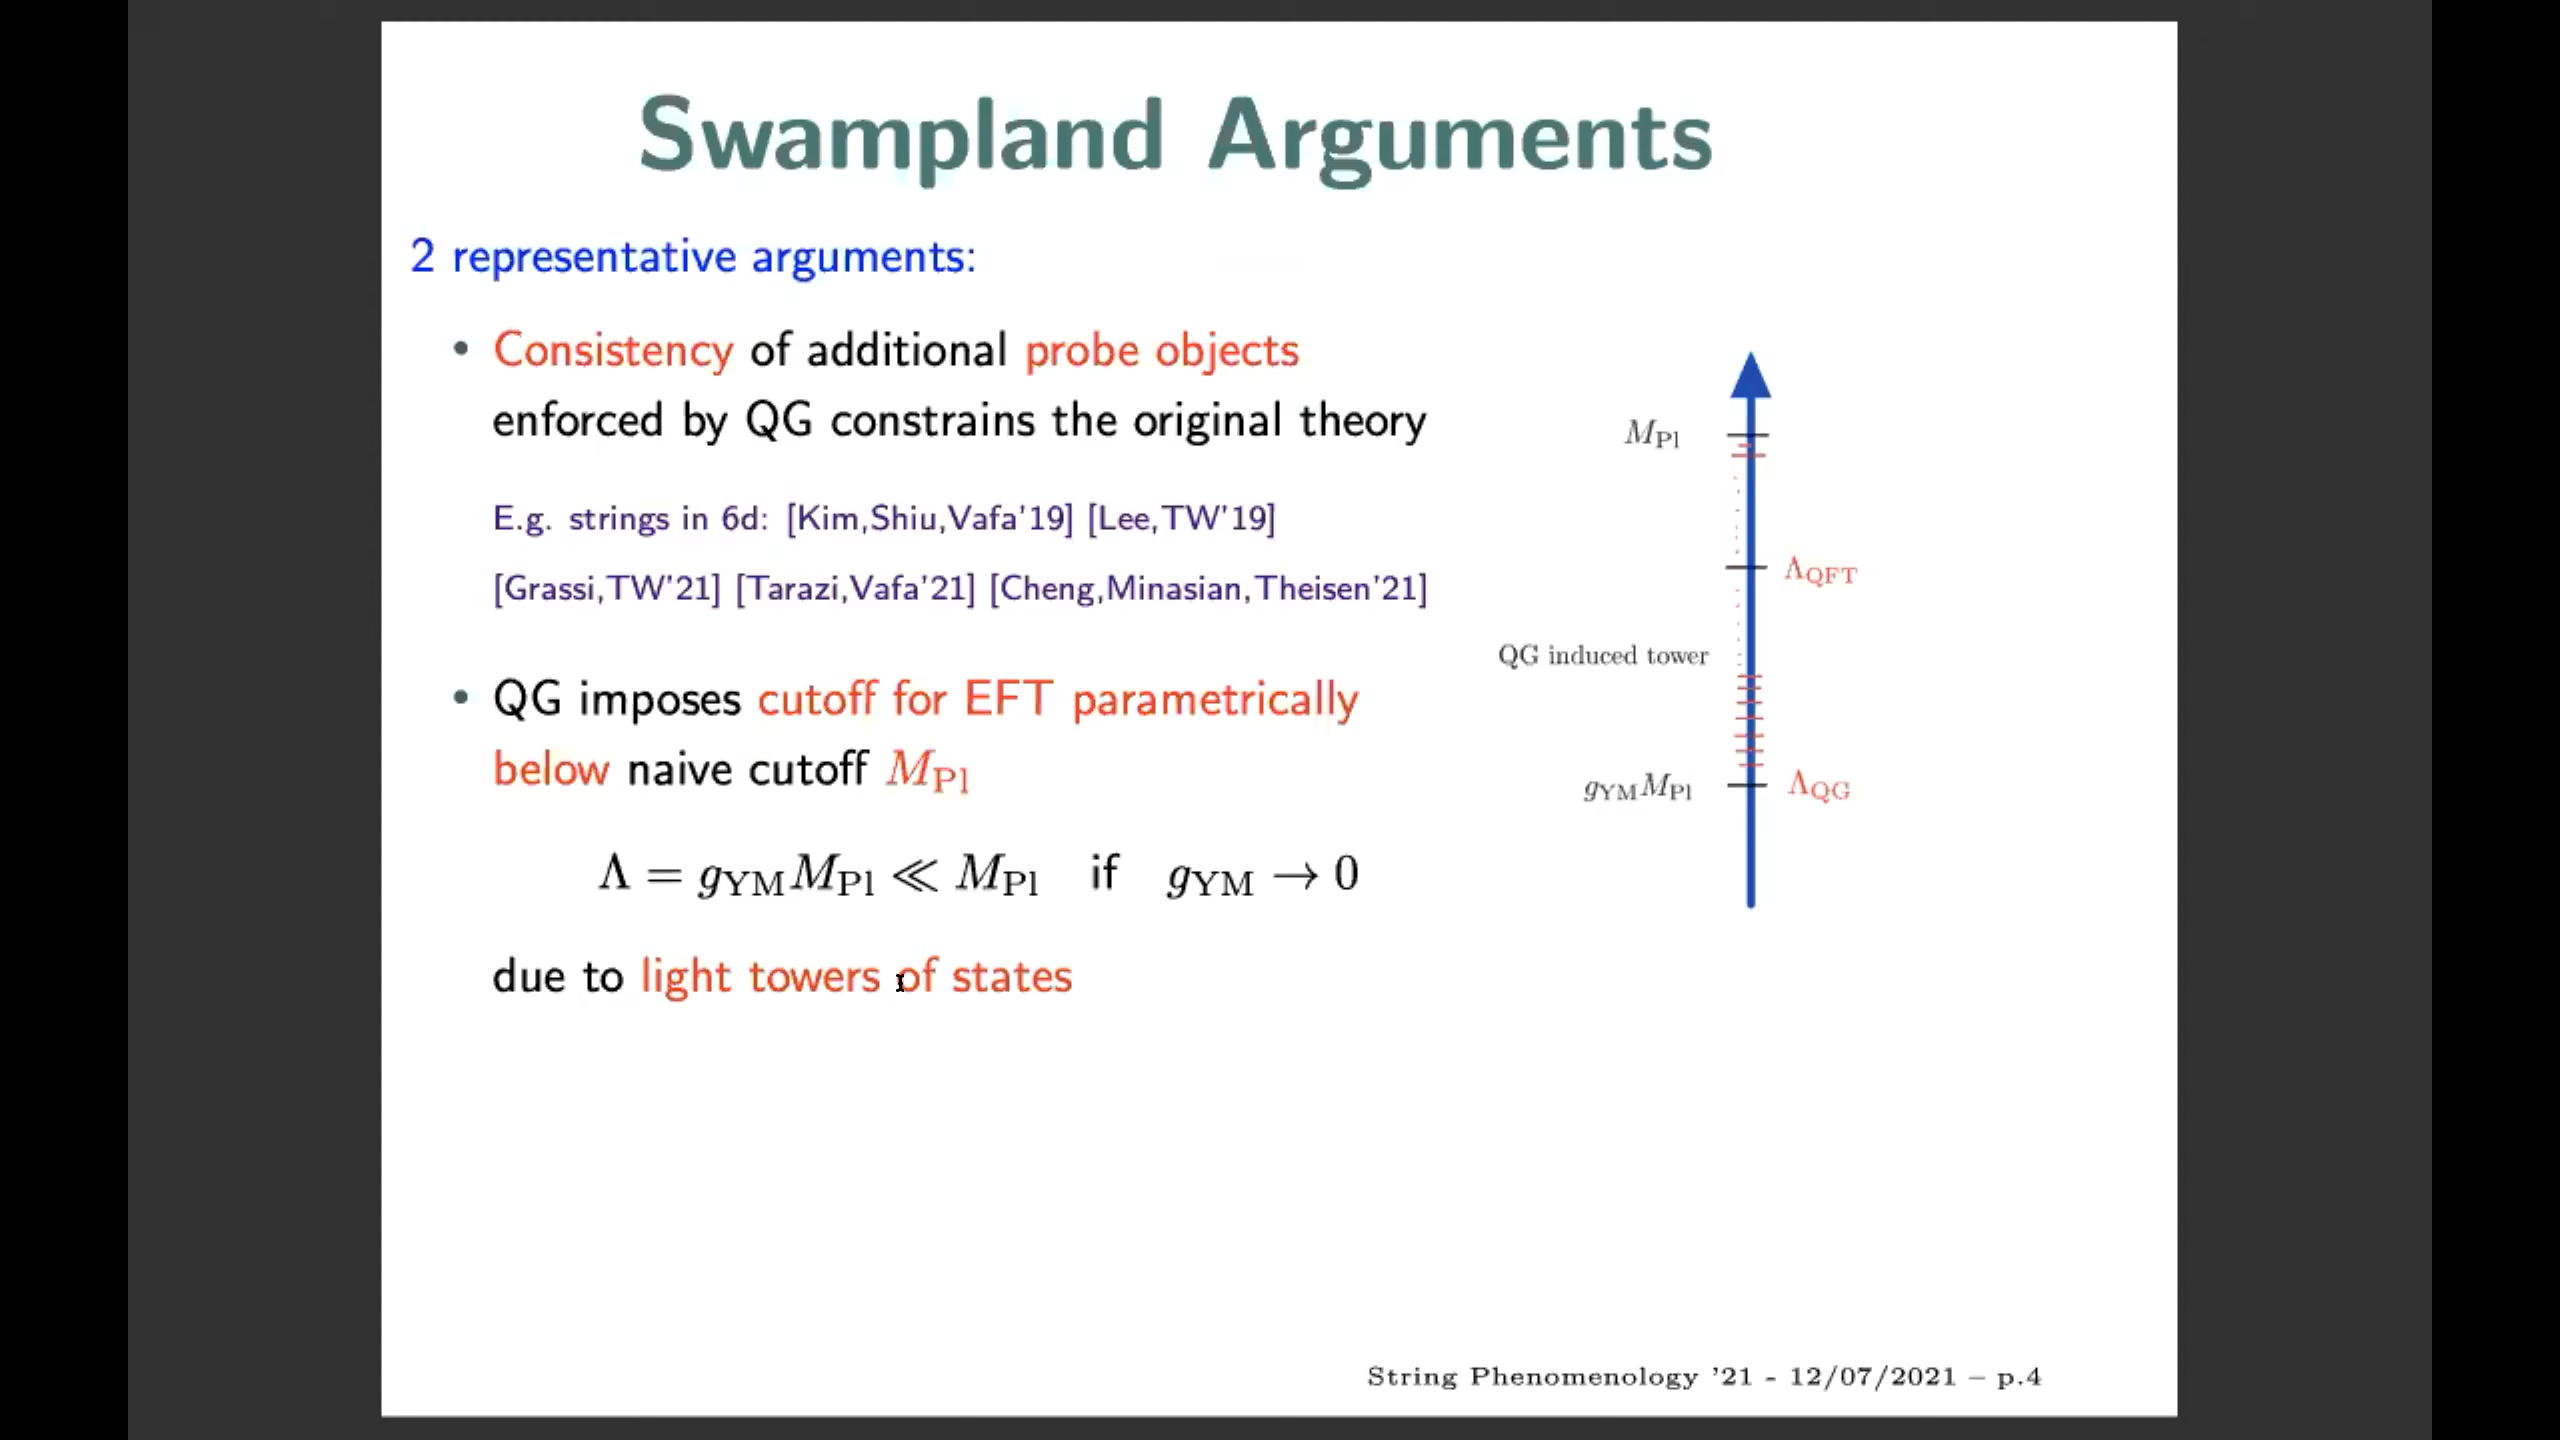 Swampland Arguments
2 representative arguments:
• Consistency of additional probe objects
enforced by QG constrains the original theory
E.g. strings in 6d: [Kim,Shiu,Vafa'19] [Lee,TW'19]
[Grassi,TW'21] [Tarazi,Vafa'21] [Cheng,Minasian,Theisen'21]
• QG imposes cutoff for EFT parametrically
below naive cutoff M_Pl
Λ = g_YM M_Pl ≪ M_Pl if g_YM → 0
due to light towers of states
M_Pl
Λ_QFT
QG induced tower
g_YM M_Pl
Λ_QG
String Phenomenology '21 - 12/07/2021 – p.4